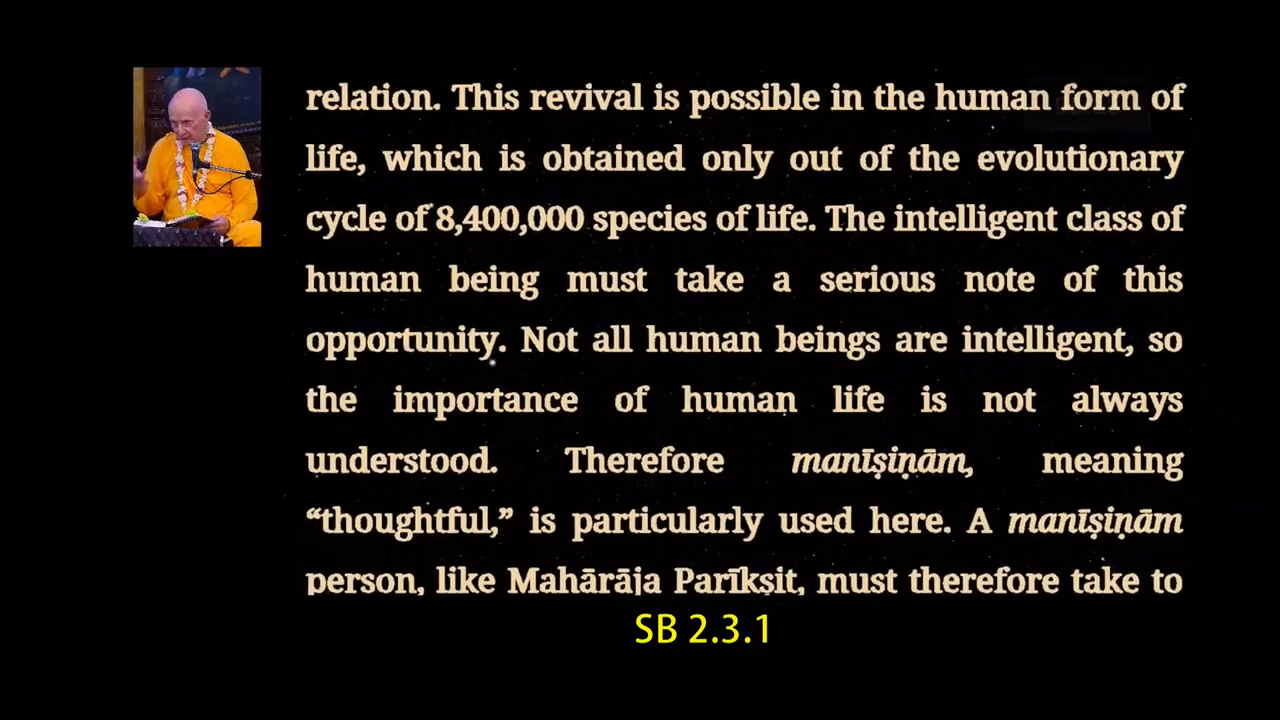 relation. This revival is possible in the human form of
life, which is obtained only out of the evolutionary
cycle of 8,400,000 species of life. The intelligent class of
human being must take a serious note of this
opportunity. Not all human beings are intelligent, so
the importance of human life is not always
understood. Therefore manīṣiṇām, meaning
“thoughtful,” is particularly used here. A manīṣiṇām
person, like Mahārāja Parīkṣit, must therefore take to
SB 2.3.1